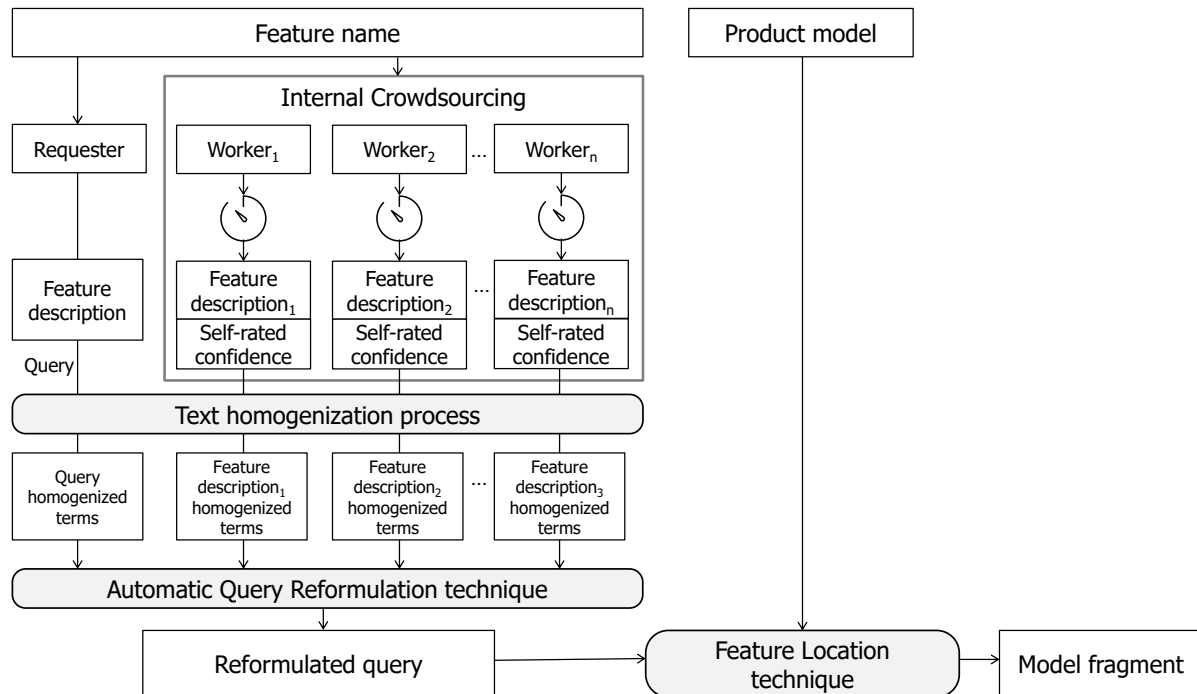 Feature name
Product model
Internal Crowdsourcing
Requester
Worker₁
Worker₂
...
Workerₙ
Feature
description
Feature
description₁
Self-rated
confidence
Feature
description₂
Self-rated
confidence
...
Feature
descriptionₙ
Self-rated
confidence
Query
Text homogenization process
Query
homogenized
terms
Feature
description₁
homogenized
terms
Feature
description₂
homogenized
terms
...
Feature
description₃
homogenized
terms
Automatic Query Reformulation technique
Reformulated query
Feature Location
technique
Model fragment